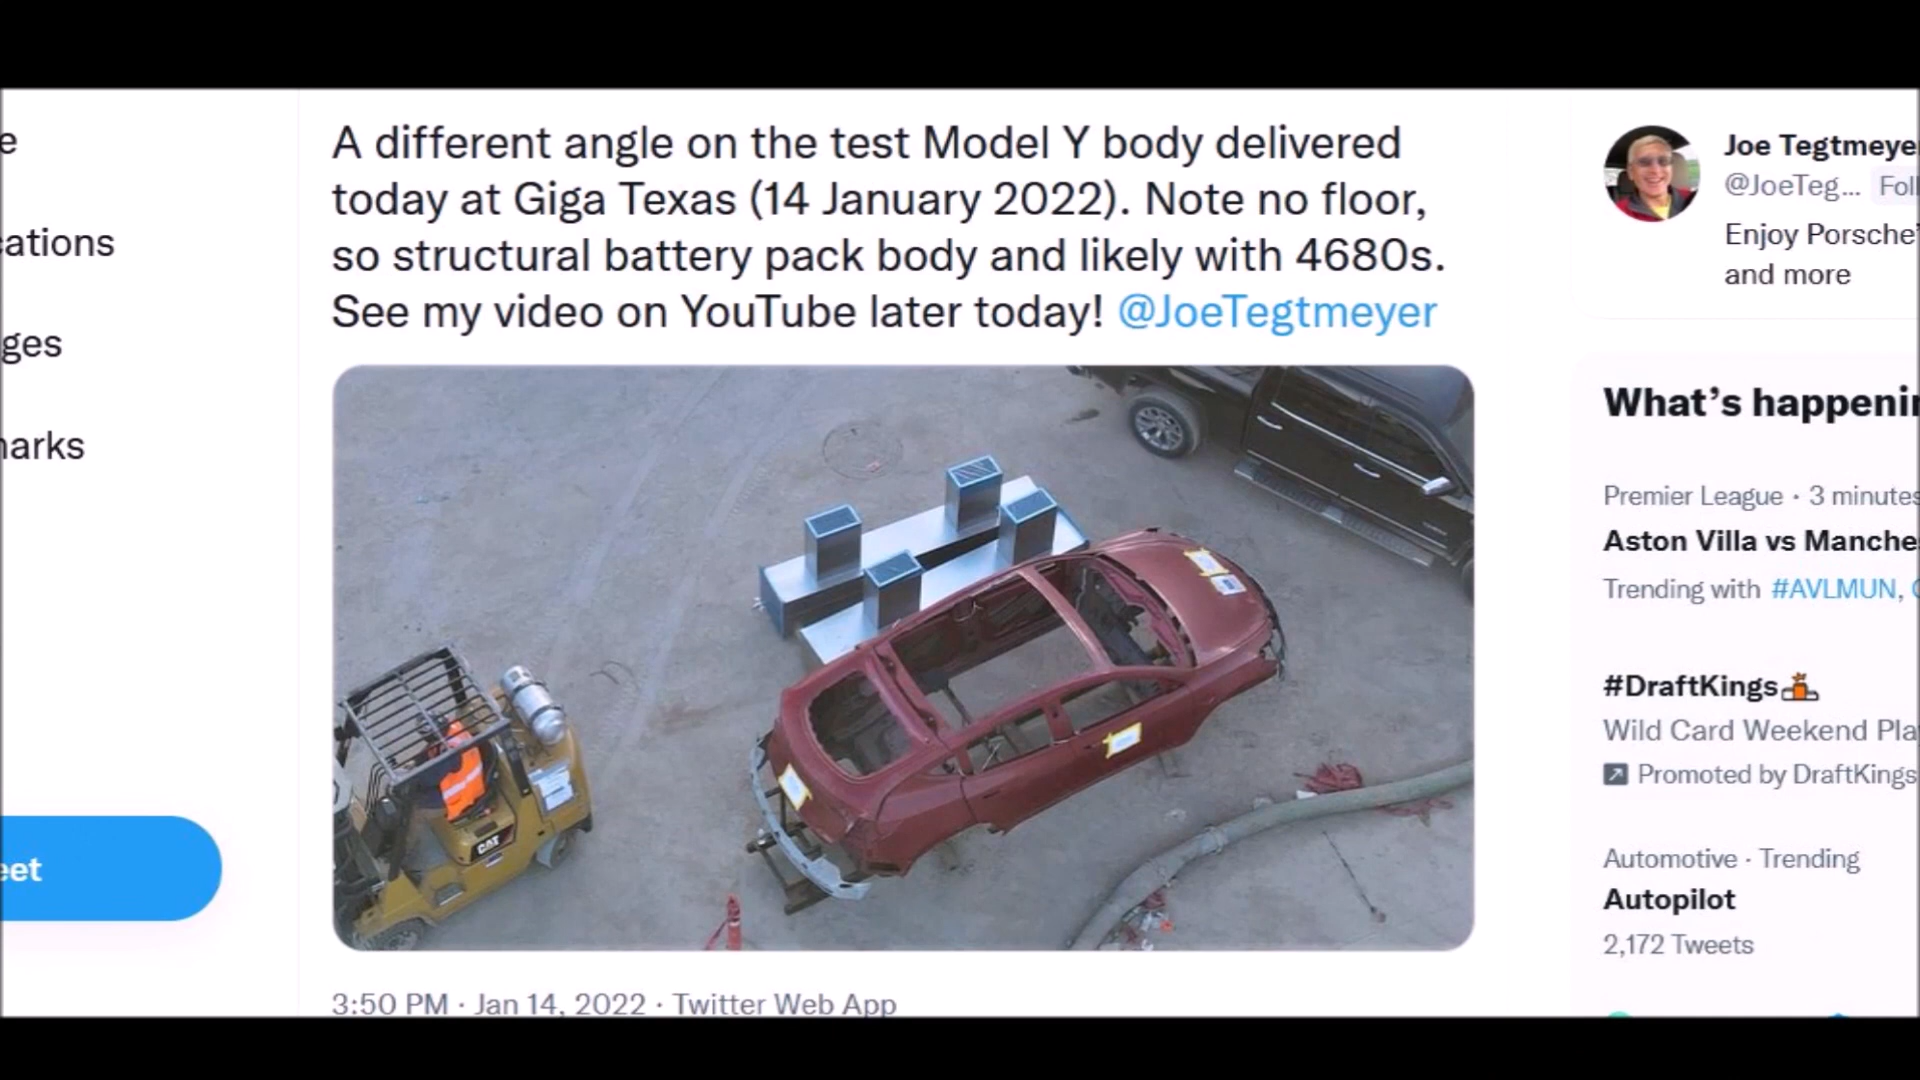 e
cations
ges
narks
eet
A different angle on the test Model Y body delivered
today at Giga Texas (14 January 2022). Note no floor,
so structural battery pack body and likely with 4680s.
See my video on YouTube later today! @JoeTegtmeyer
CAT
3:50 PM · Jan 14, 2022 · Twitter Web App
Joe Tegtmeye
@JoeTeg... Foll
Enjoy Porsche'
and more
What's happenin
Premier League · 3 minutes
Aston Villa vs Manche
Trending with #AVLMUN,
#DraftKings
Wild Card Weekend Pla
Promoted by DraftKings
Automotive · Trending
Autopilot
2,172 Tweets